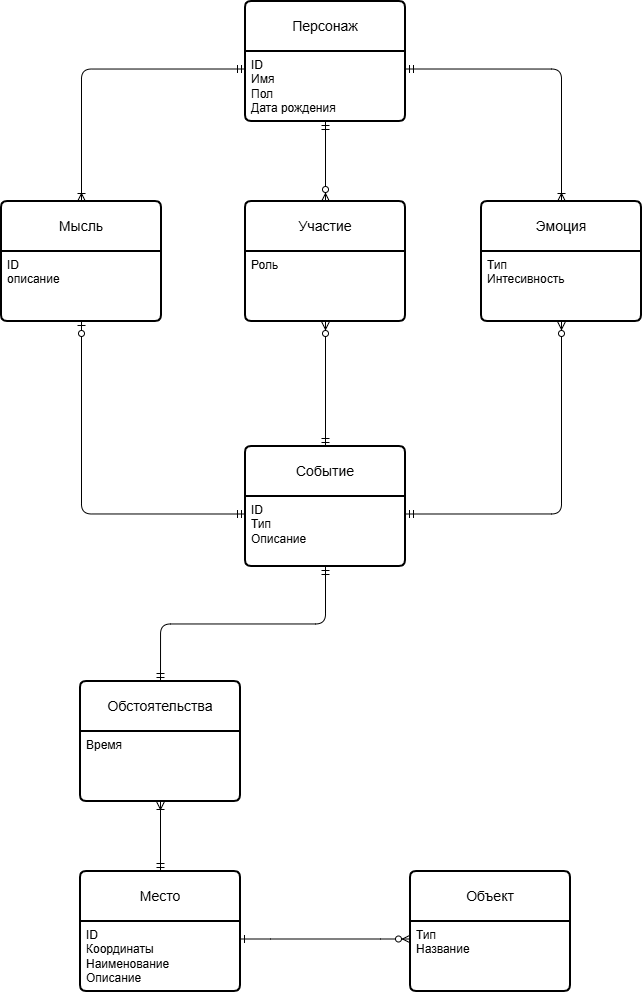 Персонаж
ID
Имя
Пол
Дата рождения
Мысль
ID
описание
Участие
Роль
Эмоция
Тип
Интесивность
Событие
ID
Тип
Описание
Обстоятельства
Время
Место
ID
Координаты
Наименование
Описание
Объект
Тип
Название